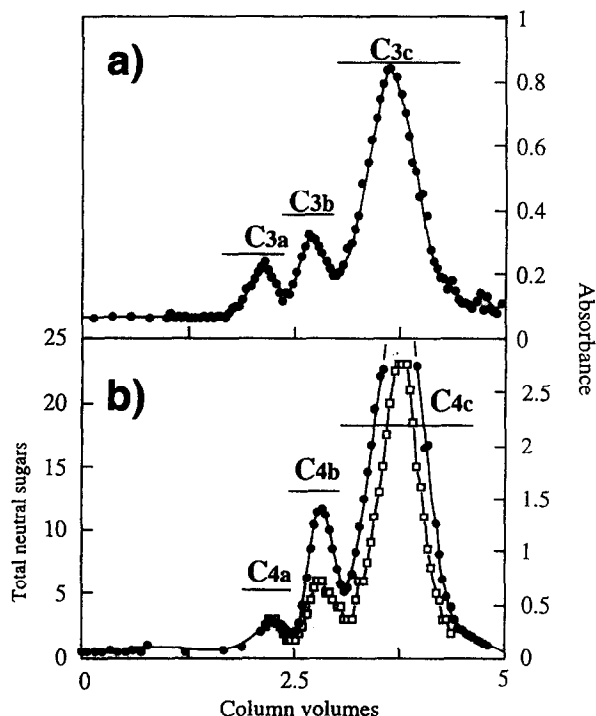 a)
C3a
C3b
C3c
1
0.8
0.6
0.4
0.2
0
Absorbance
b)
C4a
C4b
C4c
25
20
15
10
5
0
Total neutral sugars
2.5
2
1.5
1
0.5
0
0
2.5
5
Column volumes